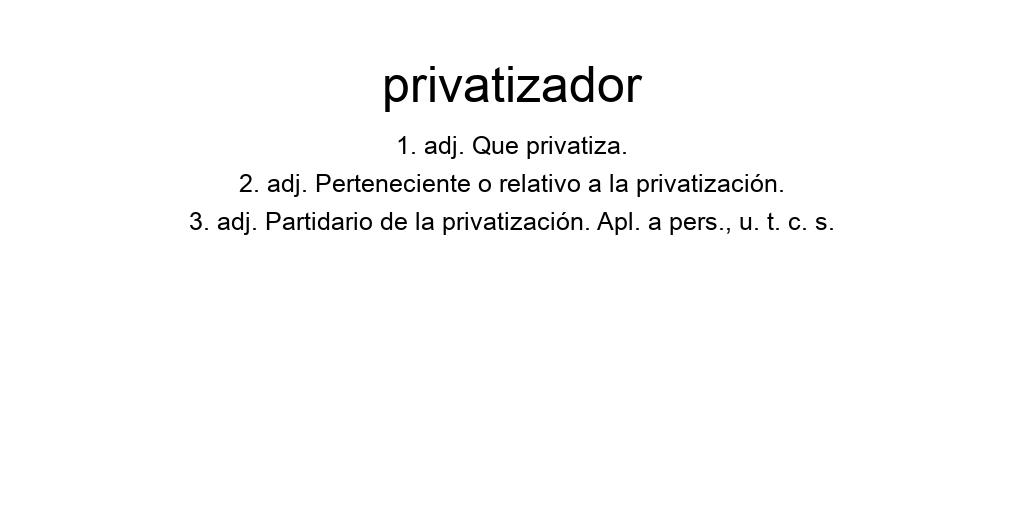 privatizador
1. adj. Que privatiza.
2. adj. Perteneciente o relativo a la privatización.
3. adj. Partidario de la privatización. Apl. a pers., u. t. c. s.